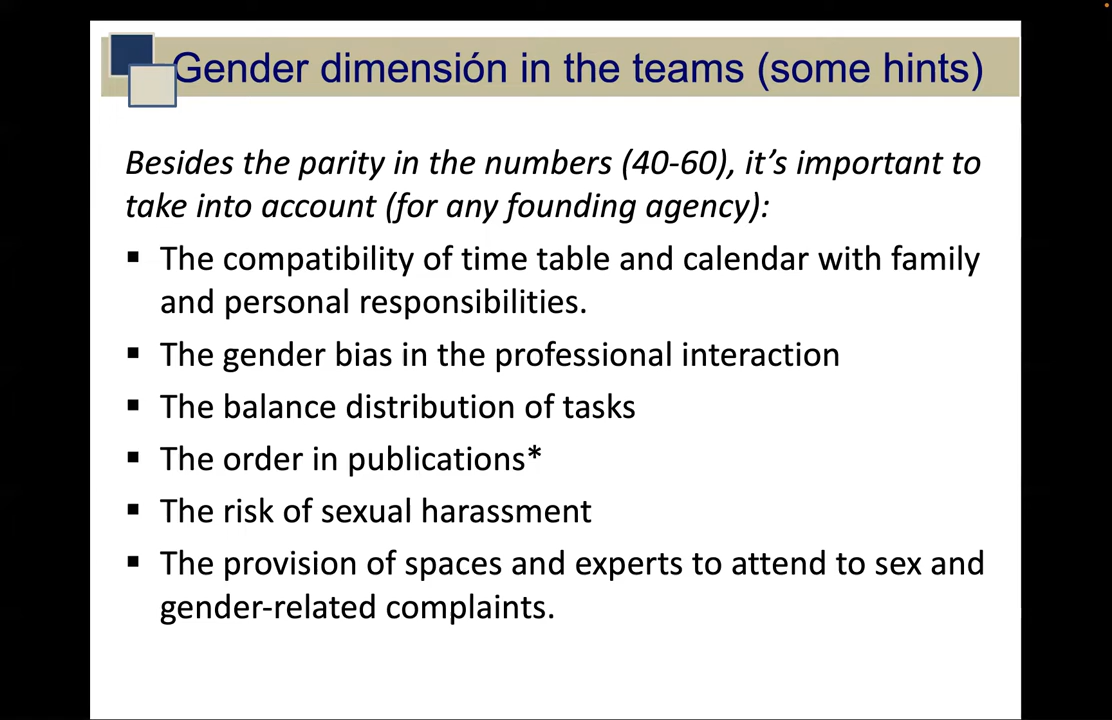 Gender dimensión in the teams (some hints)
Besides the parity in the numbers (40-60), it’s important to
take into account (for any founding agency):
▪ The compatibility of time table and calendar with family
and personal responsibilities.
▪ The gender bias in the professional interaction
▪ The balance distribution of tasks
▪ The order in publications*
▪ The risk of sexual harassment
▪ The provision of spaces and experts to attend to sex and
gender-related complaints.